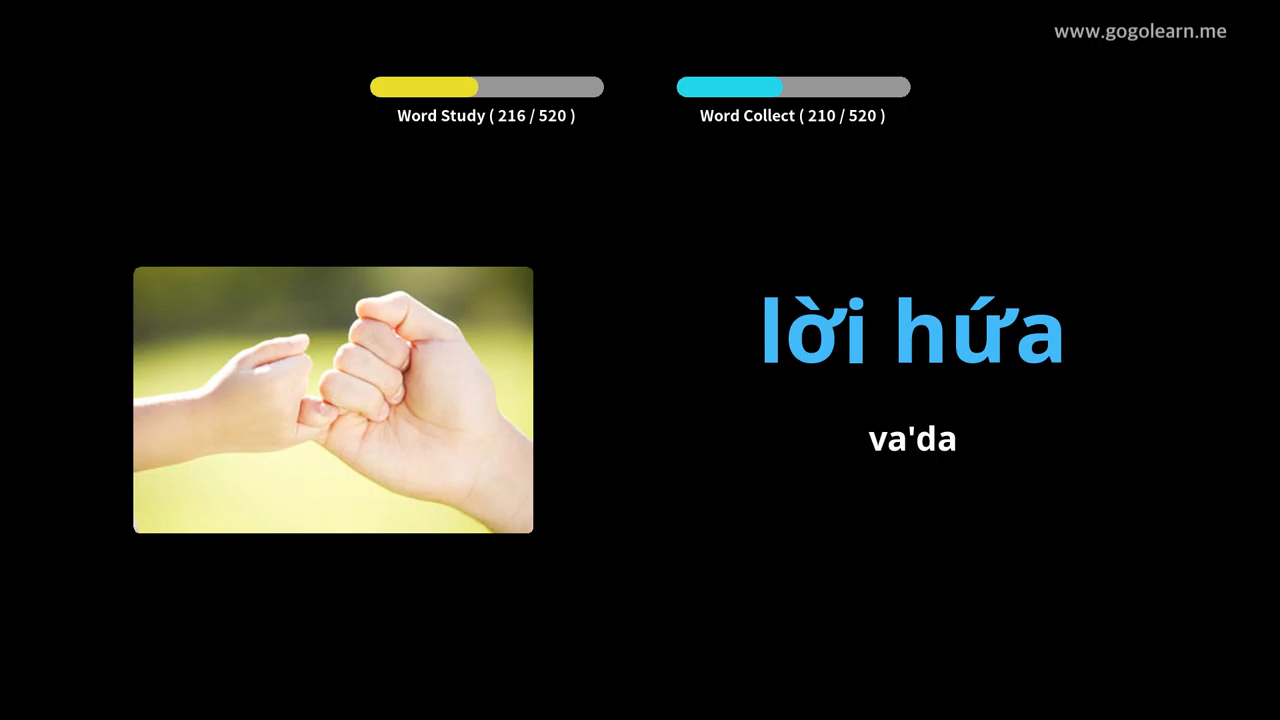 www.gogolearn.me
Word Study ( 216 / 520 )
Word Collect ( 210 / 520 )
lời hứa
va'da